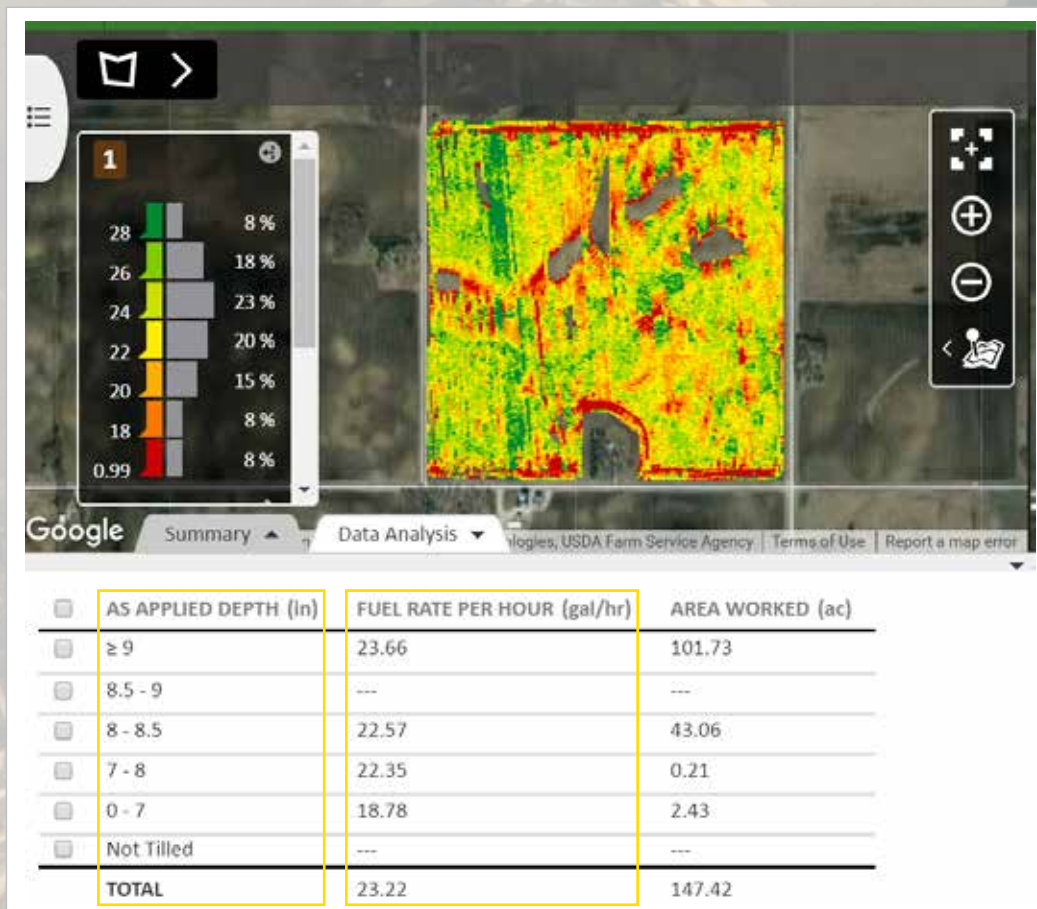 1
28 8 %
26 18 %
24 23 %
22 20 %
20 15 %
18 8 %
0.99 8 %
Google Summary Data Analysis logies, USDA Farm Service Agency Terms of Use Report a map error
AS APPLIED DEPTH (in) FUEL RATE PER HOUR (gal/hr) AREA WORKED (ac)
≥ 9 23.66 101.73
8.5 - 9 --- ---
8 - 8.5 22.57 43.06
7 - 8 22.35 0.21
0 - 7 18.78 2.43
Not Tilled --- ---
TOTAL 23.22 147.42